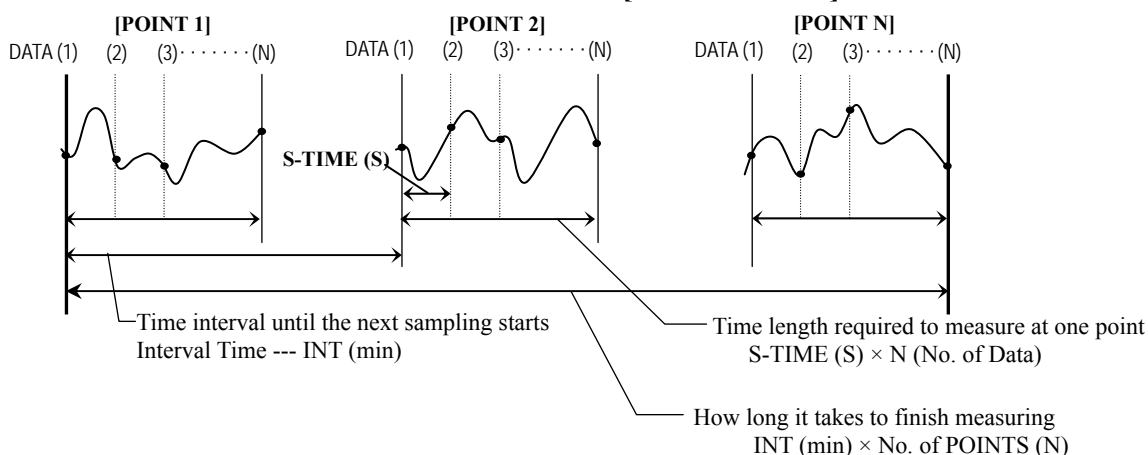 [POINT 1] [POINT 2] [POINT N]
DATA (1) (2) (3)·······(N) DATA (1) (2) (3)·······(N) DATA (1) (2) (3)·······(N)
S-TIME (S)
Time interval until the next sampling starts
Interval Time --- INT (min)
Time length required to measure at one point
S-TIME (S) × N (No. of Data)
How long it takes to finish measuring
INT (min) × No. of POINTS (N)